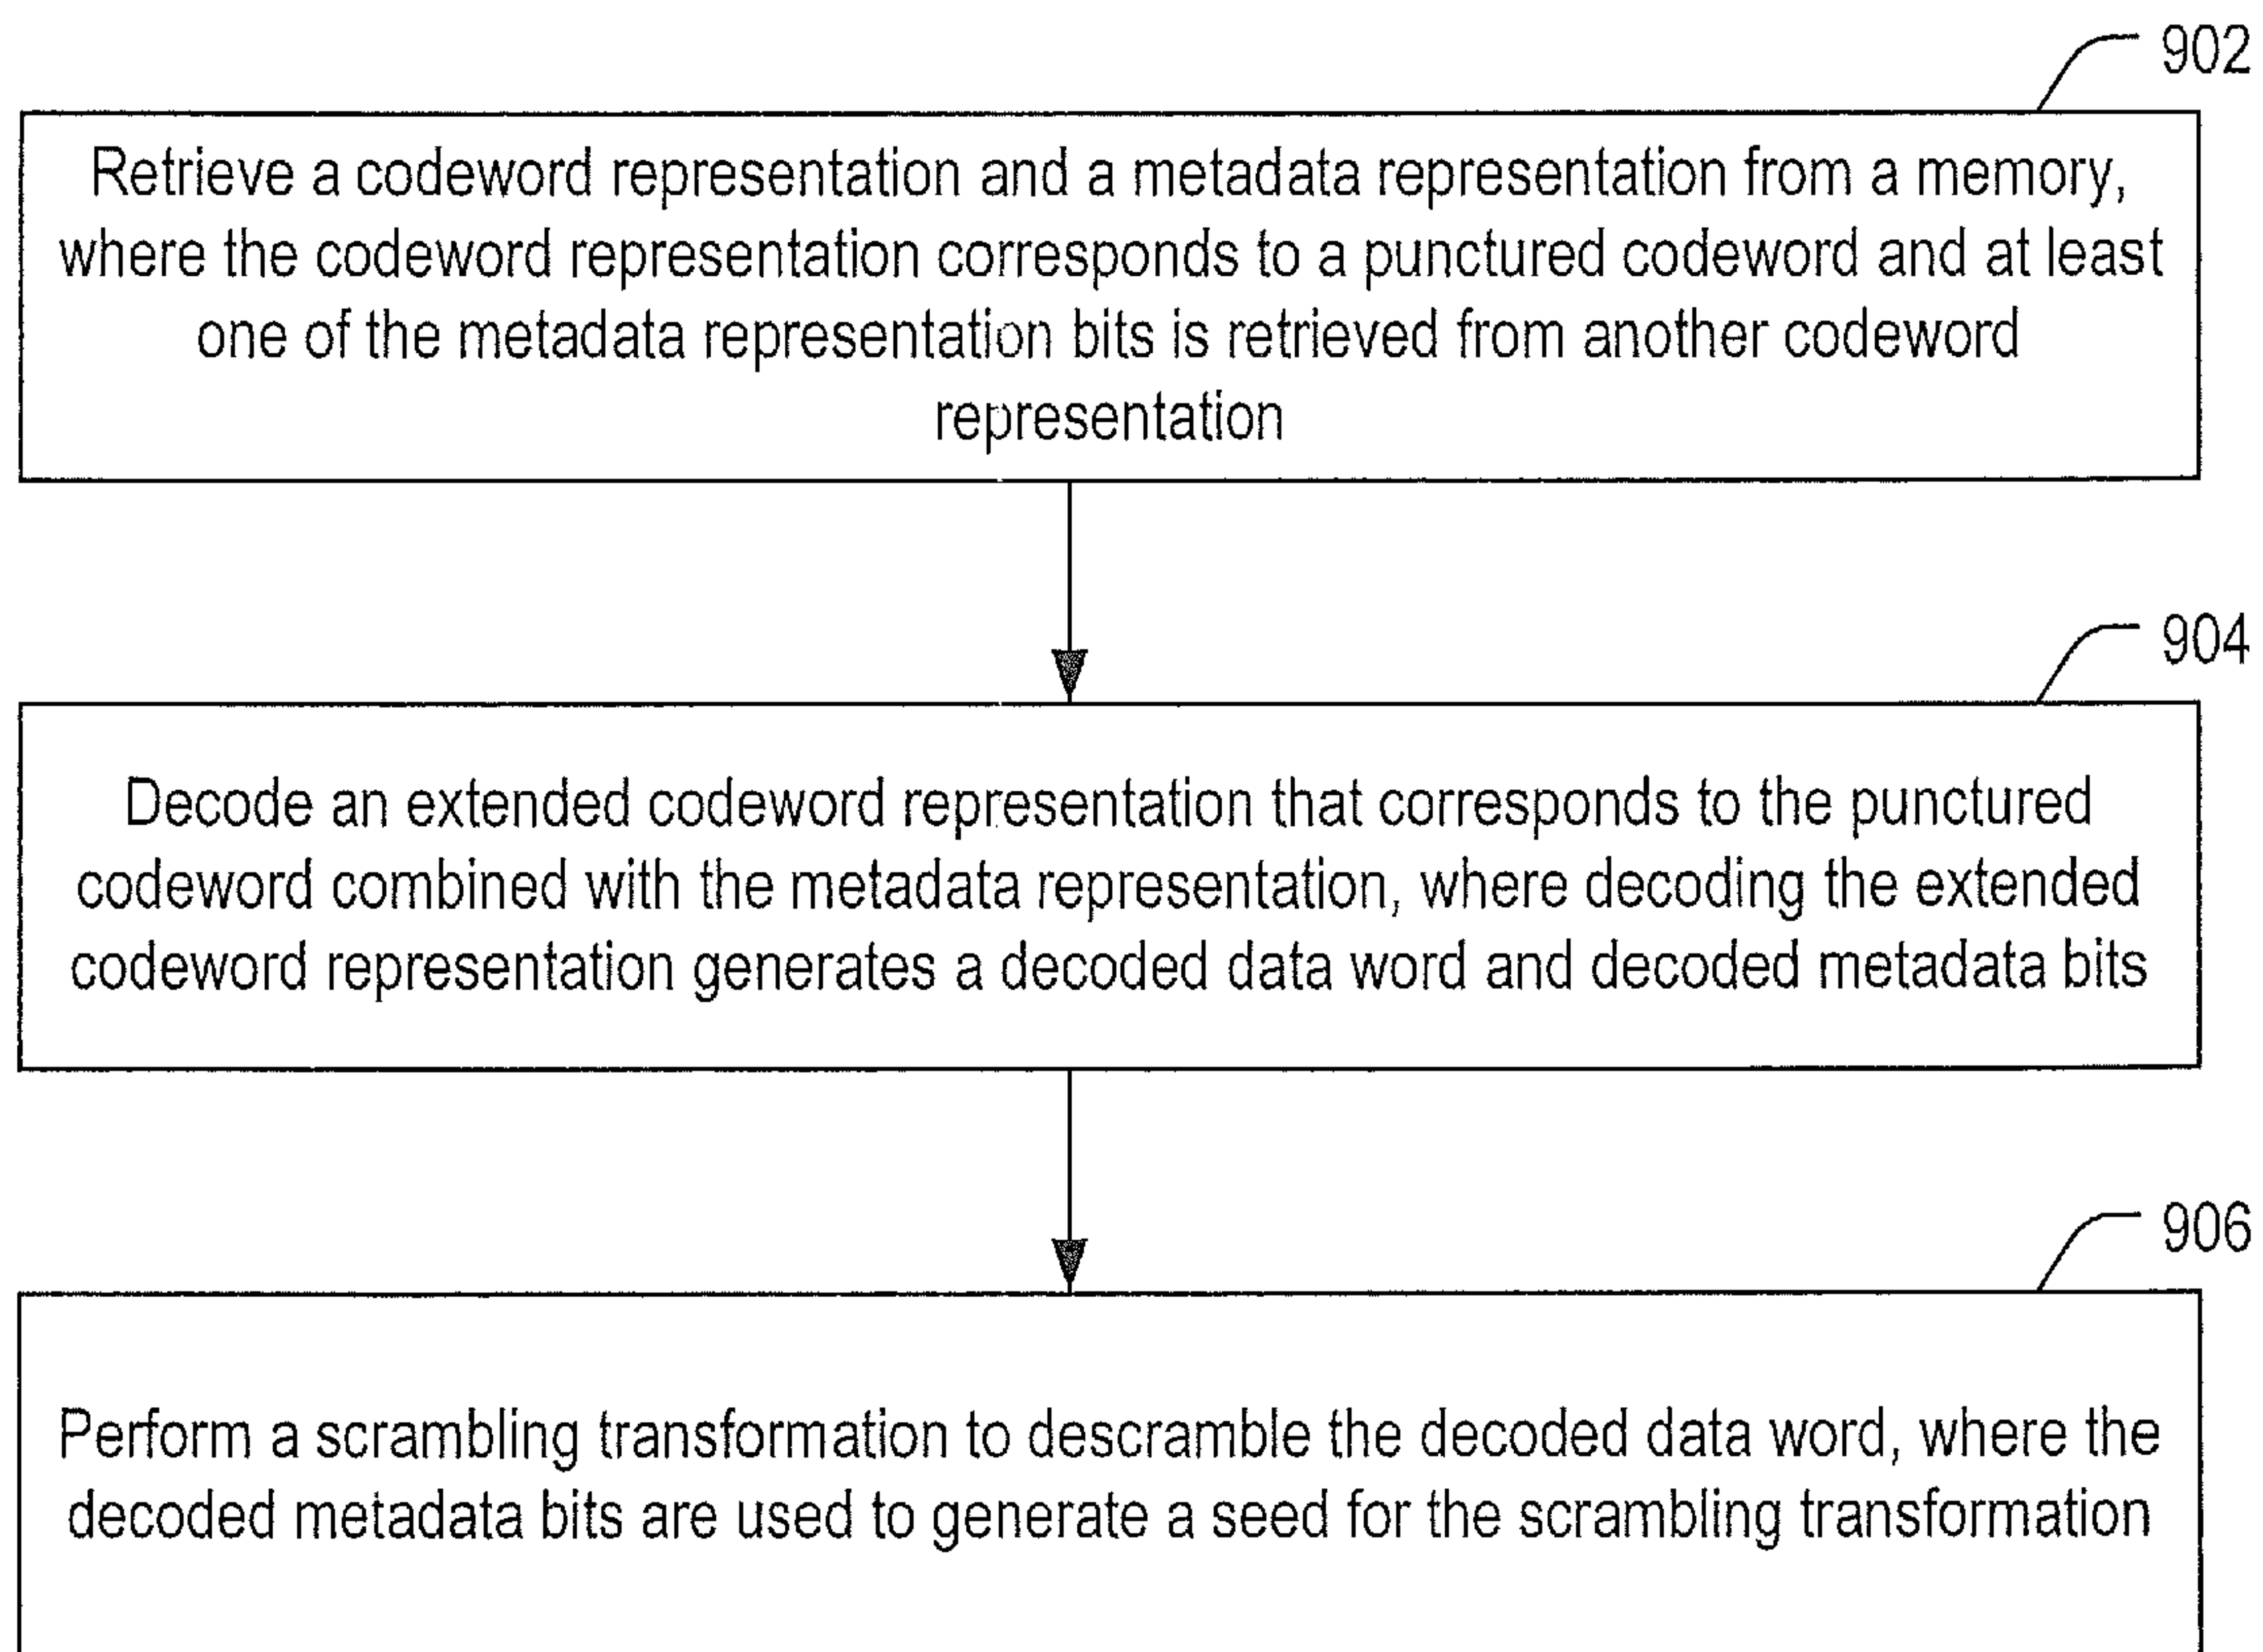 902
Retrieve a codeword representation and a metadata representation from a memory,
where the codeword representation corresponds to a punctured codeword and at least
one of the metadata representation bits is retrieved from another codeword
representation
904
Decode an extended codeword representation that corresponds to the punctured
codeword combined with the metadata representation, where decoding the extended
codeword representation generates a decoded data word and decoded metadata bits
906
Perform a scrambling transformation to descramble the decoded data word, where the
decoded metadata bits are used to generate a seed for the scrambling transformation